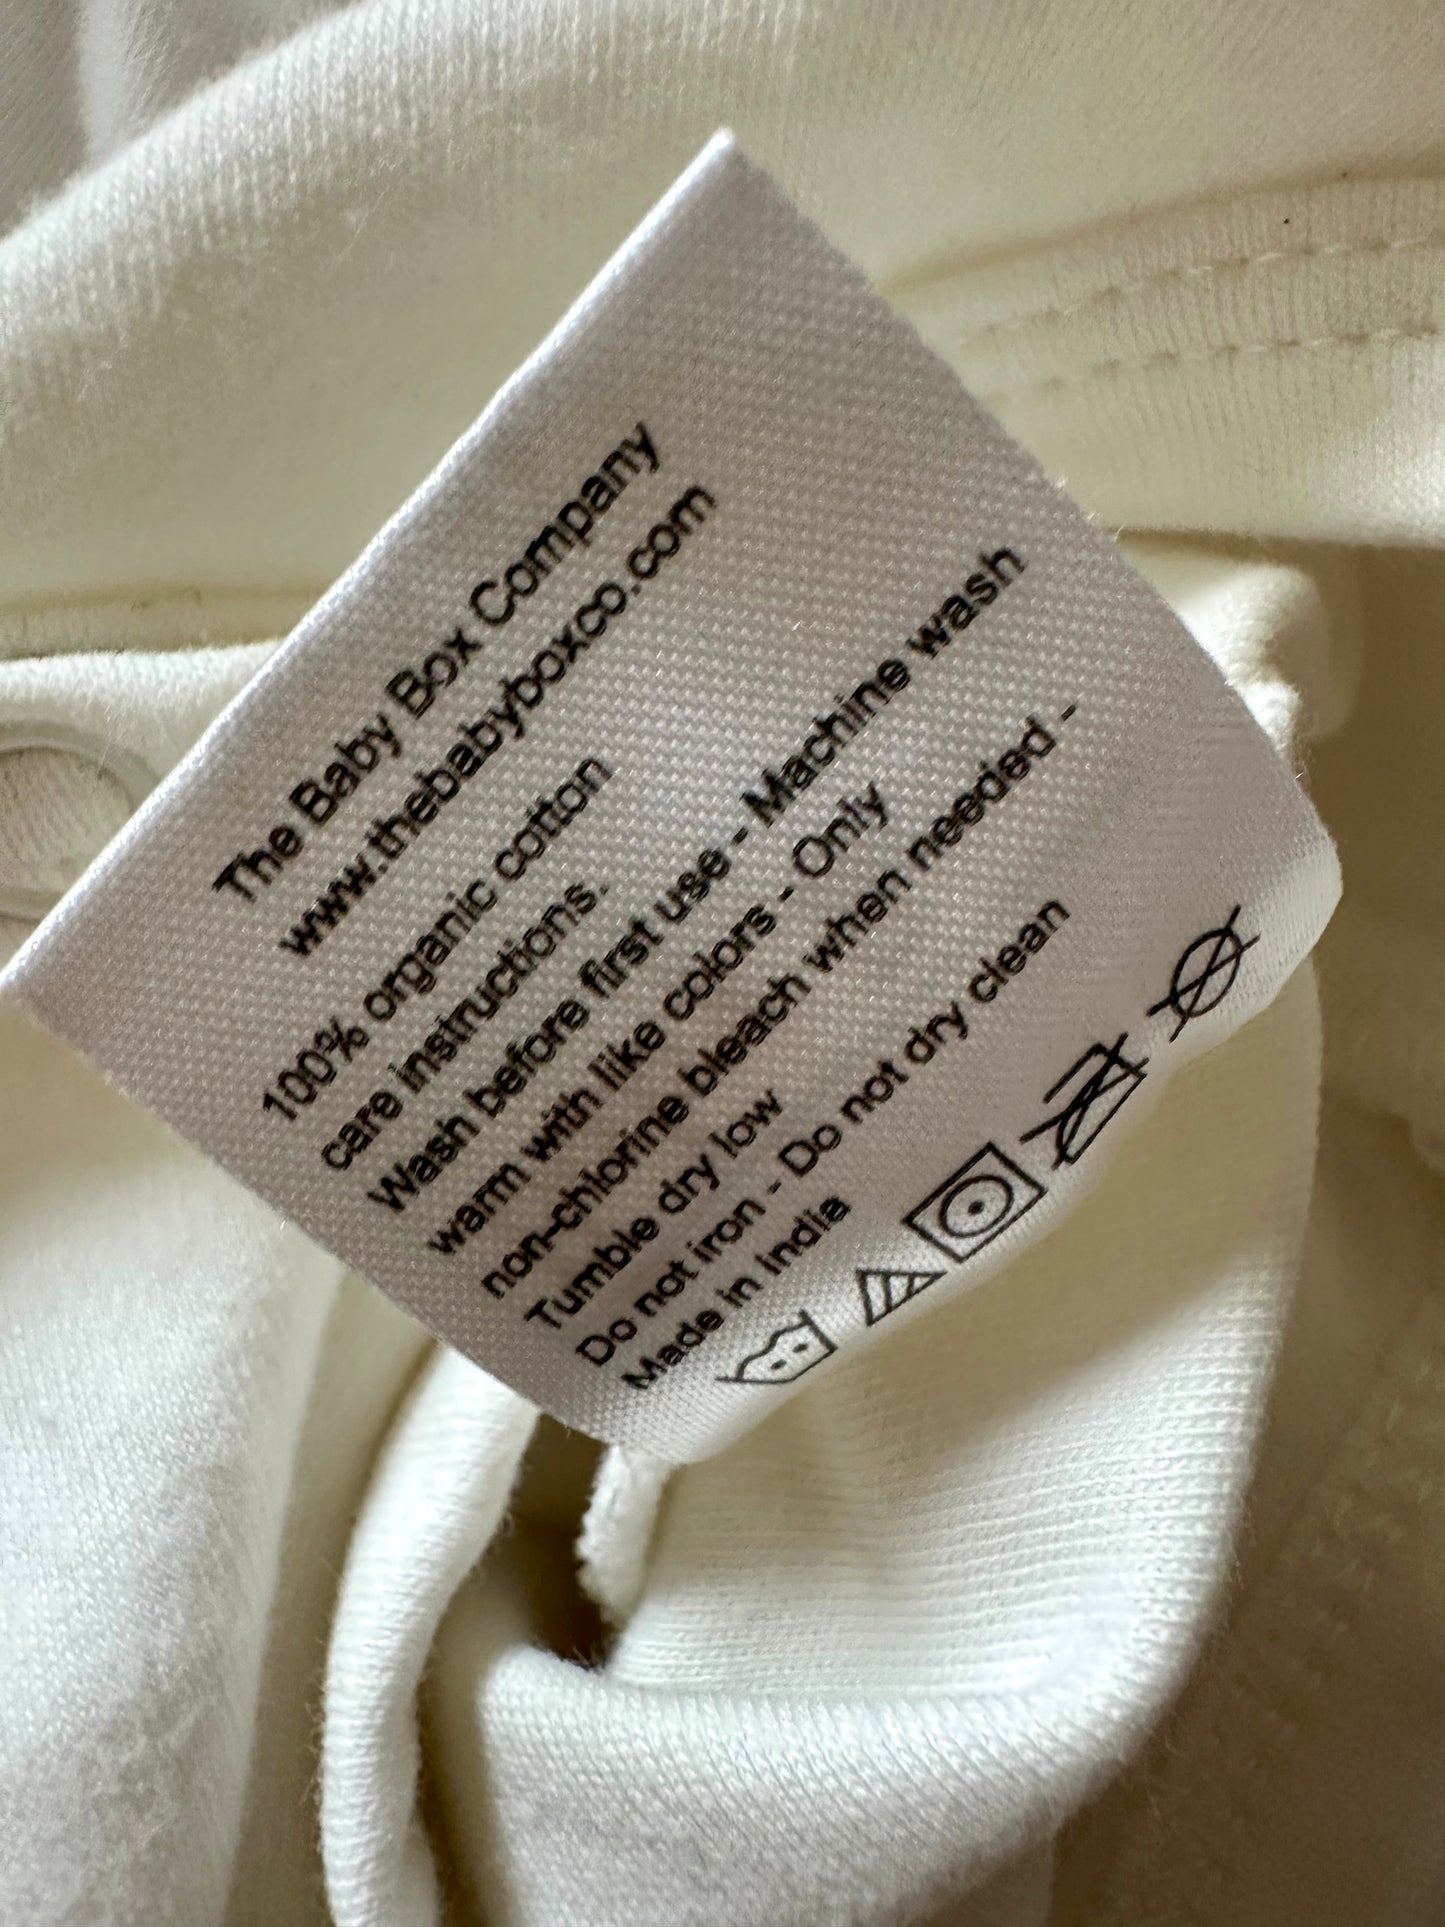 The Baby Box Company
www.thebabyboxco.com
100% organic cotton
care instructions.
Wash before first use - Machine wash
warm with like colors - Only
non-chlorine bleach when needed -
Tumble dry low
Do not iron - Do not dry clean
Made in India